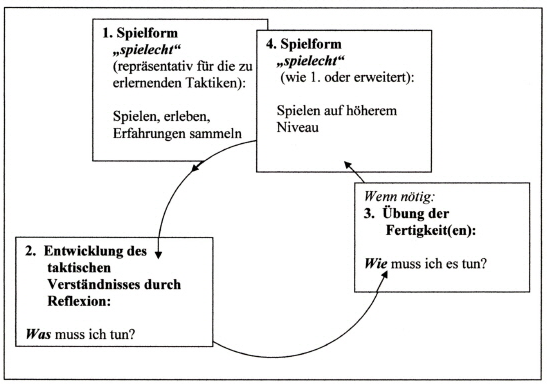 1. Spielform
„spielecht“
(repräsentativ für die zu
erlernenden Taktiken):
Spielen, erleben,
Erfahrungen sammeln
4. Spielform
„spielecht“
(wie 1. oder erweitert):
Spielen auf höherem
Niveau
Wenn nötig:
3. Übung der
Fertigkeit(en):
Wie muss ich es tun?
2. Entwicklung des
taktischen
Verständnisses durch
Reflexion:
Was muss ich tun?